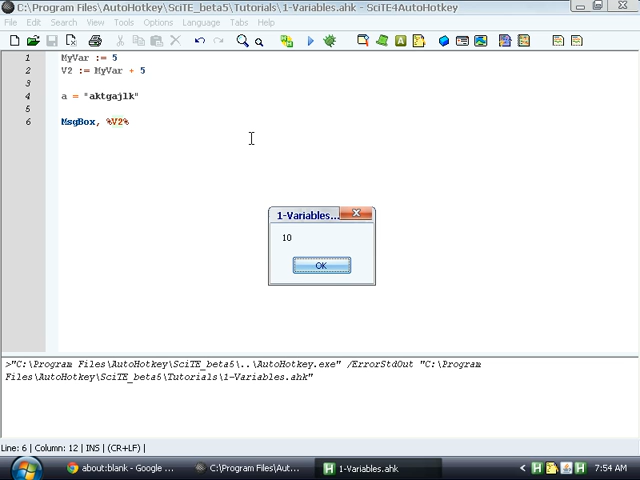 C:\Program Files\AutoHotkey\SciTE_beta5\Tutorials\1-Variables.ahk - SciTE4AutoHotkey
File Edit Search View Tools Options Language Tabs Help
1 MyVar := 5
2 V2 := MyVar + 5
3
4 a = "aktgajlk"
5
6 MsgBox, %V2%
1-Variables...
10
OK
>"C:\Program Files\AutoHotkey\SciTE_beta5\..\AutoHotkey.exe" /ErrorStdOut "C:\Program
Files\AutoHotkey\SciTE_beta5\Tutorials\1-Variables.ahk"
Line: 6 | Column: 12 | INS | (CR+LF) |
about:blank - Google ... C:\Program Files\Aut... 1-Variables.ahk < 7:54 AM